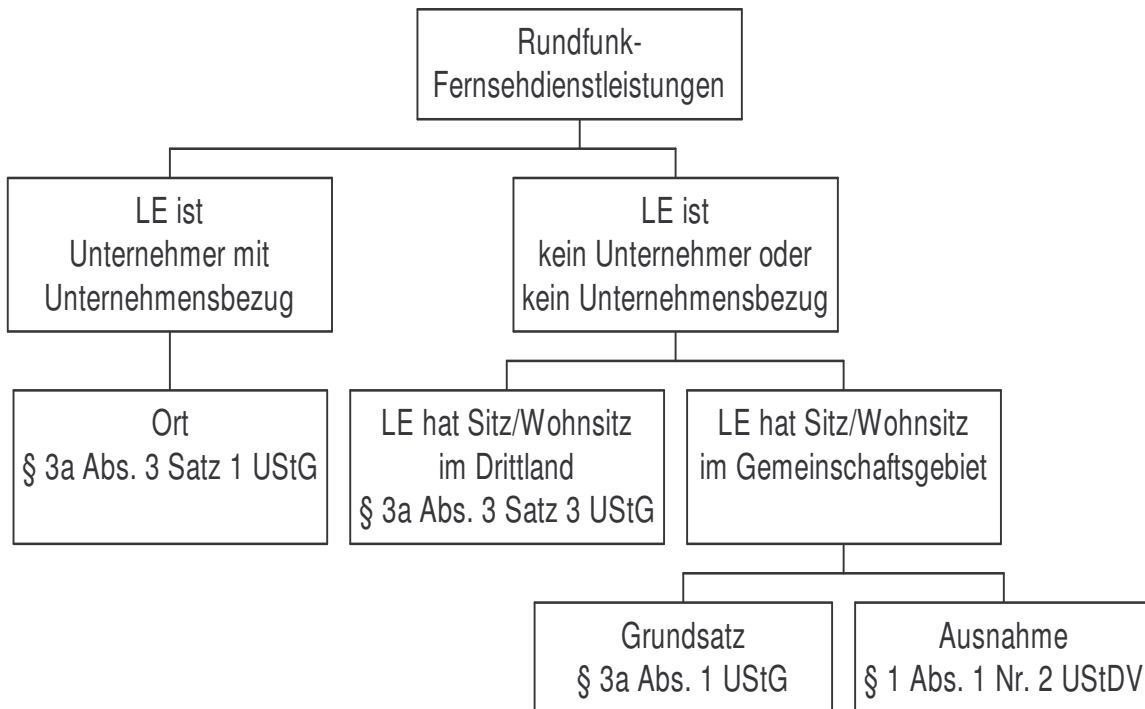 Rundfunk-
Fernsehdienstleistungen
LE ist
Unternehmer mit
Unternehmensbezug
LE ist
kein Unternehmer oder
kein Unternehmensbezug
Ort
§ 3a Abs. 3 Satz 1 UStG
LE hat Sitz/Wohnsitz
im Drittland
§ 3a Abs. 3 Satz 3 UStG
LE hat Sitz/Wohnsitz
im Gemeinschaftsgebiet
Grundsatz
§ 3a Abs. 1 UStG
Ausnahme
§ 1 Abs. 1 Nr. 2 UStDV